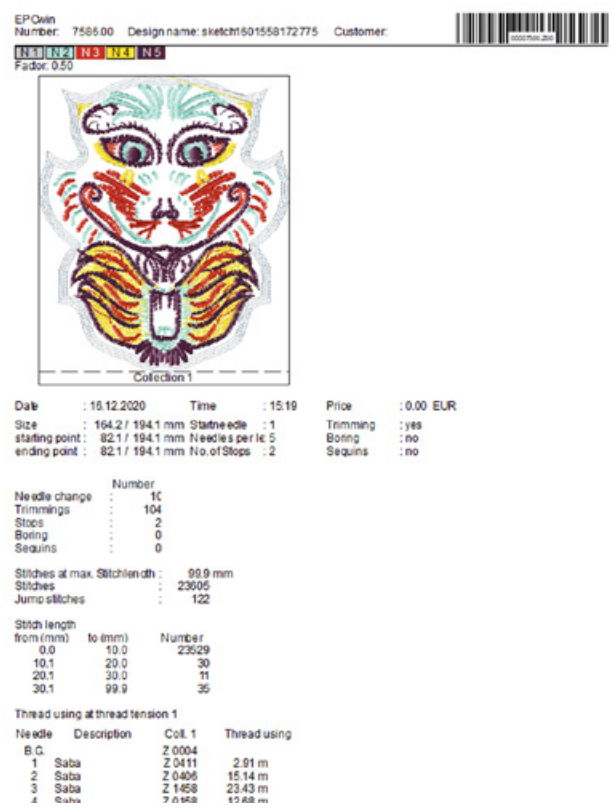 EPCwin
Number: 7586.00 Design name: sketch1601558172775 Customer:
N 1 N 2 N 3 N 4 N 5
Factor: 0.50
Collection 1
Date : 16.12.2020 Time : 15:19 Price : 0.00 EUR
Size : 164.2 / 194.1 mm Startneedle : 1 Trimming : yes
starting point : 82.1 / 194.1 mm Needles per le: 5 Boring : no
ending point : 82.1 / 194.1 mm No. of Stops : 2 Sequins : no
Number
Needle change : 10
Trimmings : 104
Stops : 2
Boring : 0
Sequins : 0
Stitches at max. Stitchlength : 99.9 mm
Stitches : 23605
Jump stitches : 122
Stitch length
from (mm) to (mm) Number
0.0 10.0 23529
10.1 20.0 30
20.1 30.0 11
30.1 99.9 35
Thread using at thread tension 1
Needle Description Coll. 1 Thread using
B.G. Z 0004
1 Saba Z 0411 2.91 m
2 Saba Z 0406 15.14 m
3 Saba Z 1458 23.43 m
4 Saba Z 0158 12.68 m